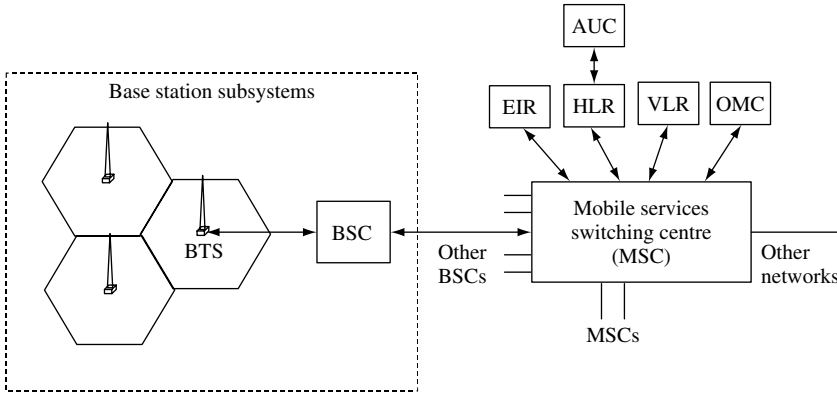 AUC
Base station subsystems
EIR
HLR
VLR
OMC
Mobile services
switching centre
(MSC)
BTS
BSC
Other
BSCs
Other
networks
MSCs